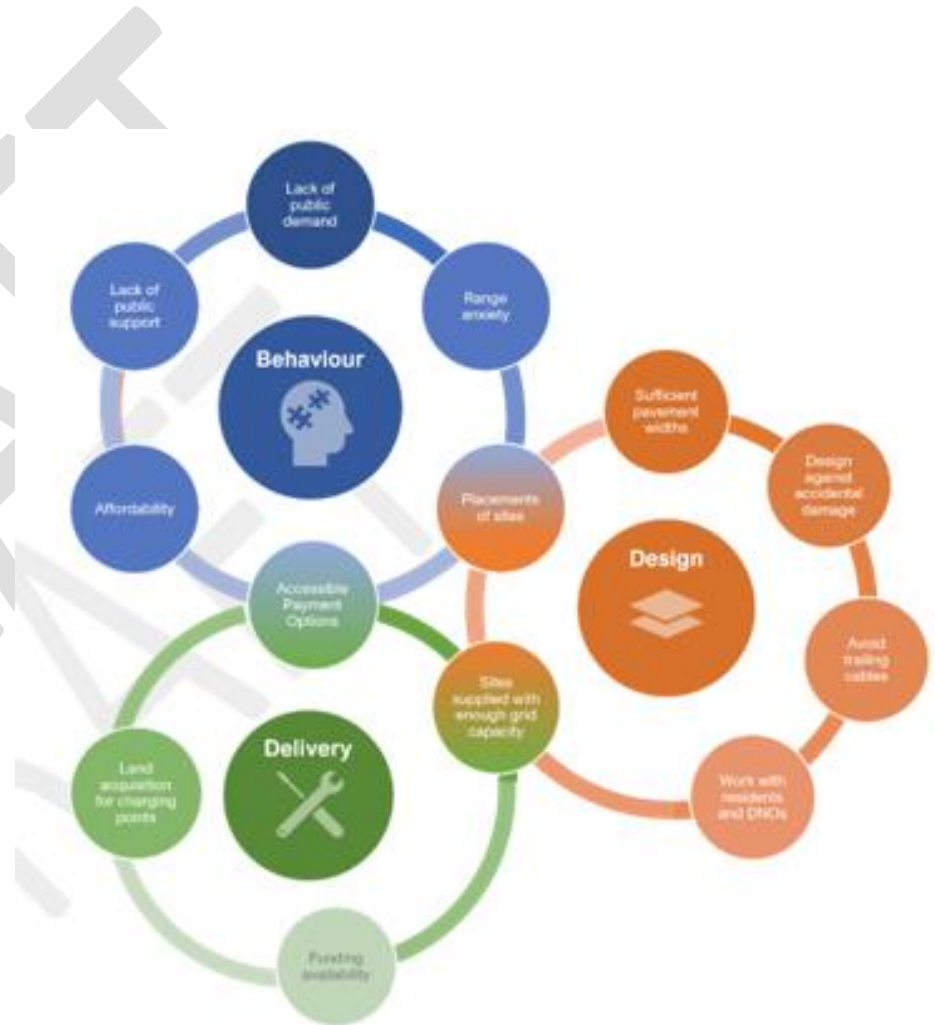 Lack of
public
demand
Lack of
public
support
Range
anxiety
Behaviour
Affordability
Placements
of sites
Accessible
Payment
Options
Sufficient
pavement
widths
Design
against
accidental
damage
Design
Avoid
trailing
cables
Work with
residents
and DNOs
Sites
supplied with
enough grid
capacity
Delivery
Land
acquisition
for charging
points
Funding
availability